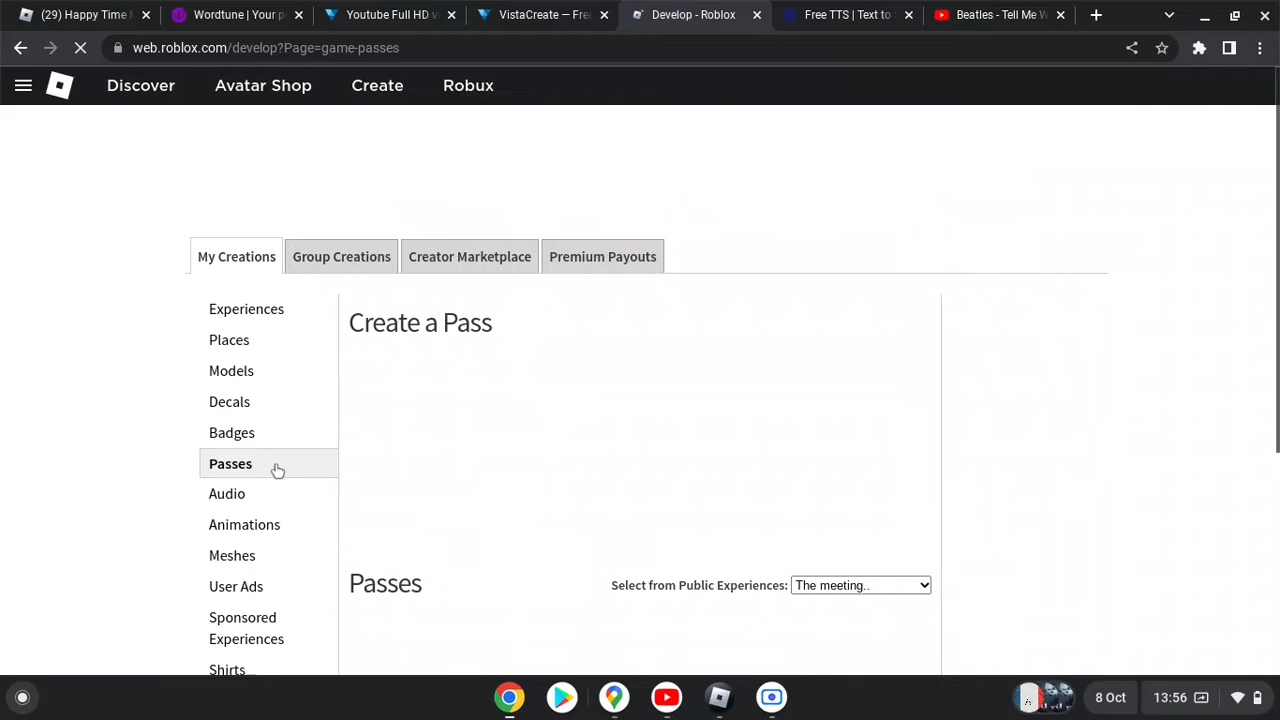 (29) Happy Time M
Wordtune | Your p
Youtube Full HD v
VistaCreate — Free
Develop - Roblox
Free TTS | Text to
Beatles - Tell Me W
web.roblox.com/develop?Page=game-passes
Discover
Avatar Shop
Create
Robux
My Creations
Group Creations
Creator Marketplace
Premium Payouts
Experiences
Create a Pass
Places
Models
Decals
Badges
Passes
Audio
Animations
Meshes
Passes
Select from Public Experiences:
The meeting..
User Ads
Sponsored
Experiences
Shirts
8 Oct
13:56